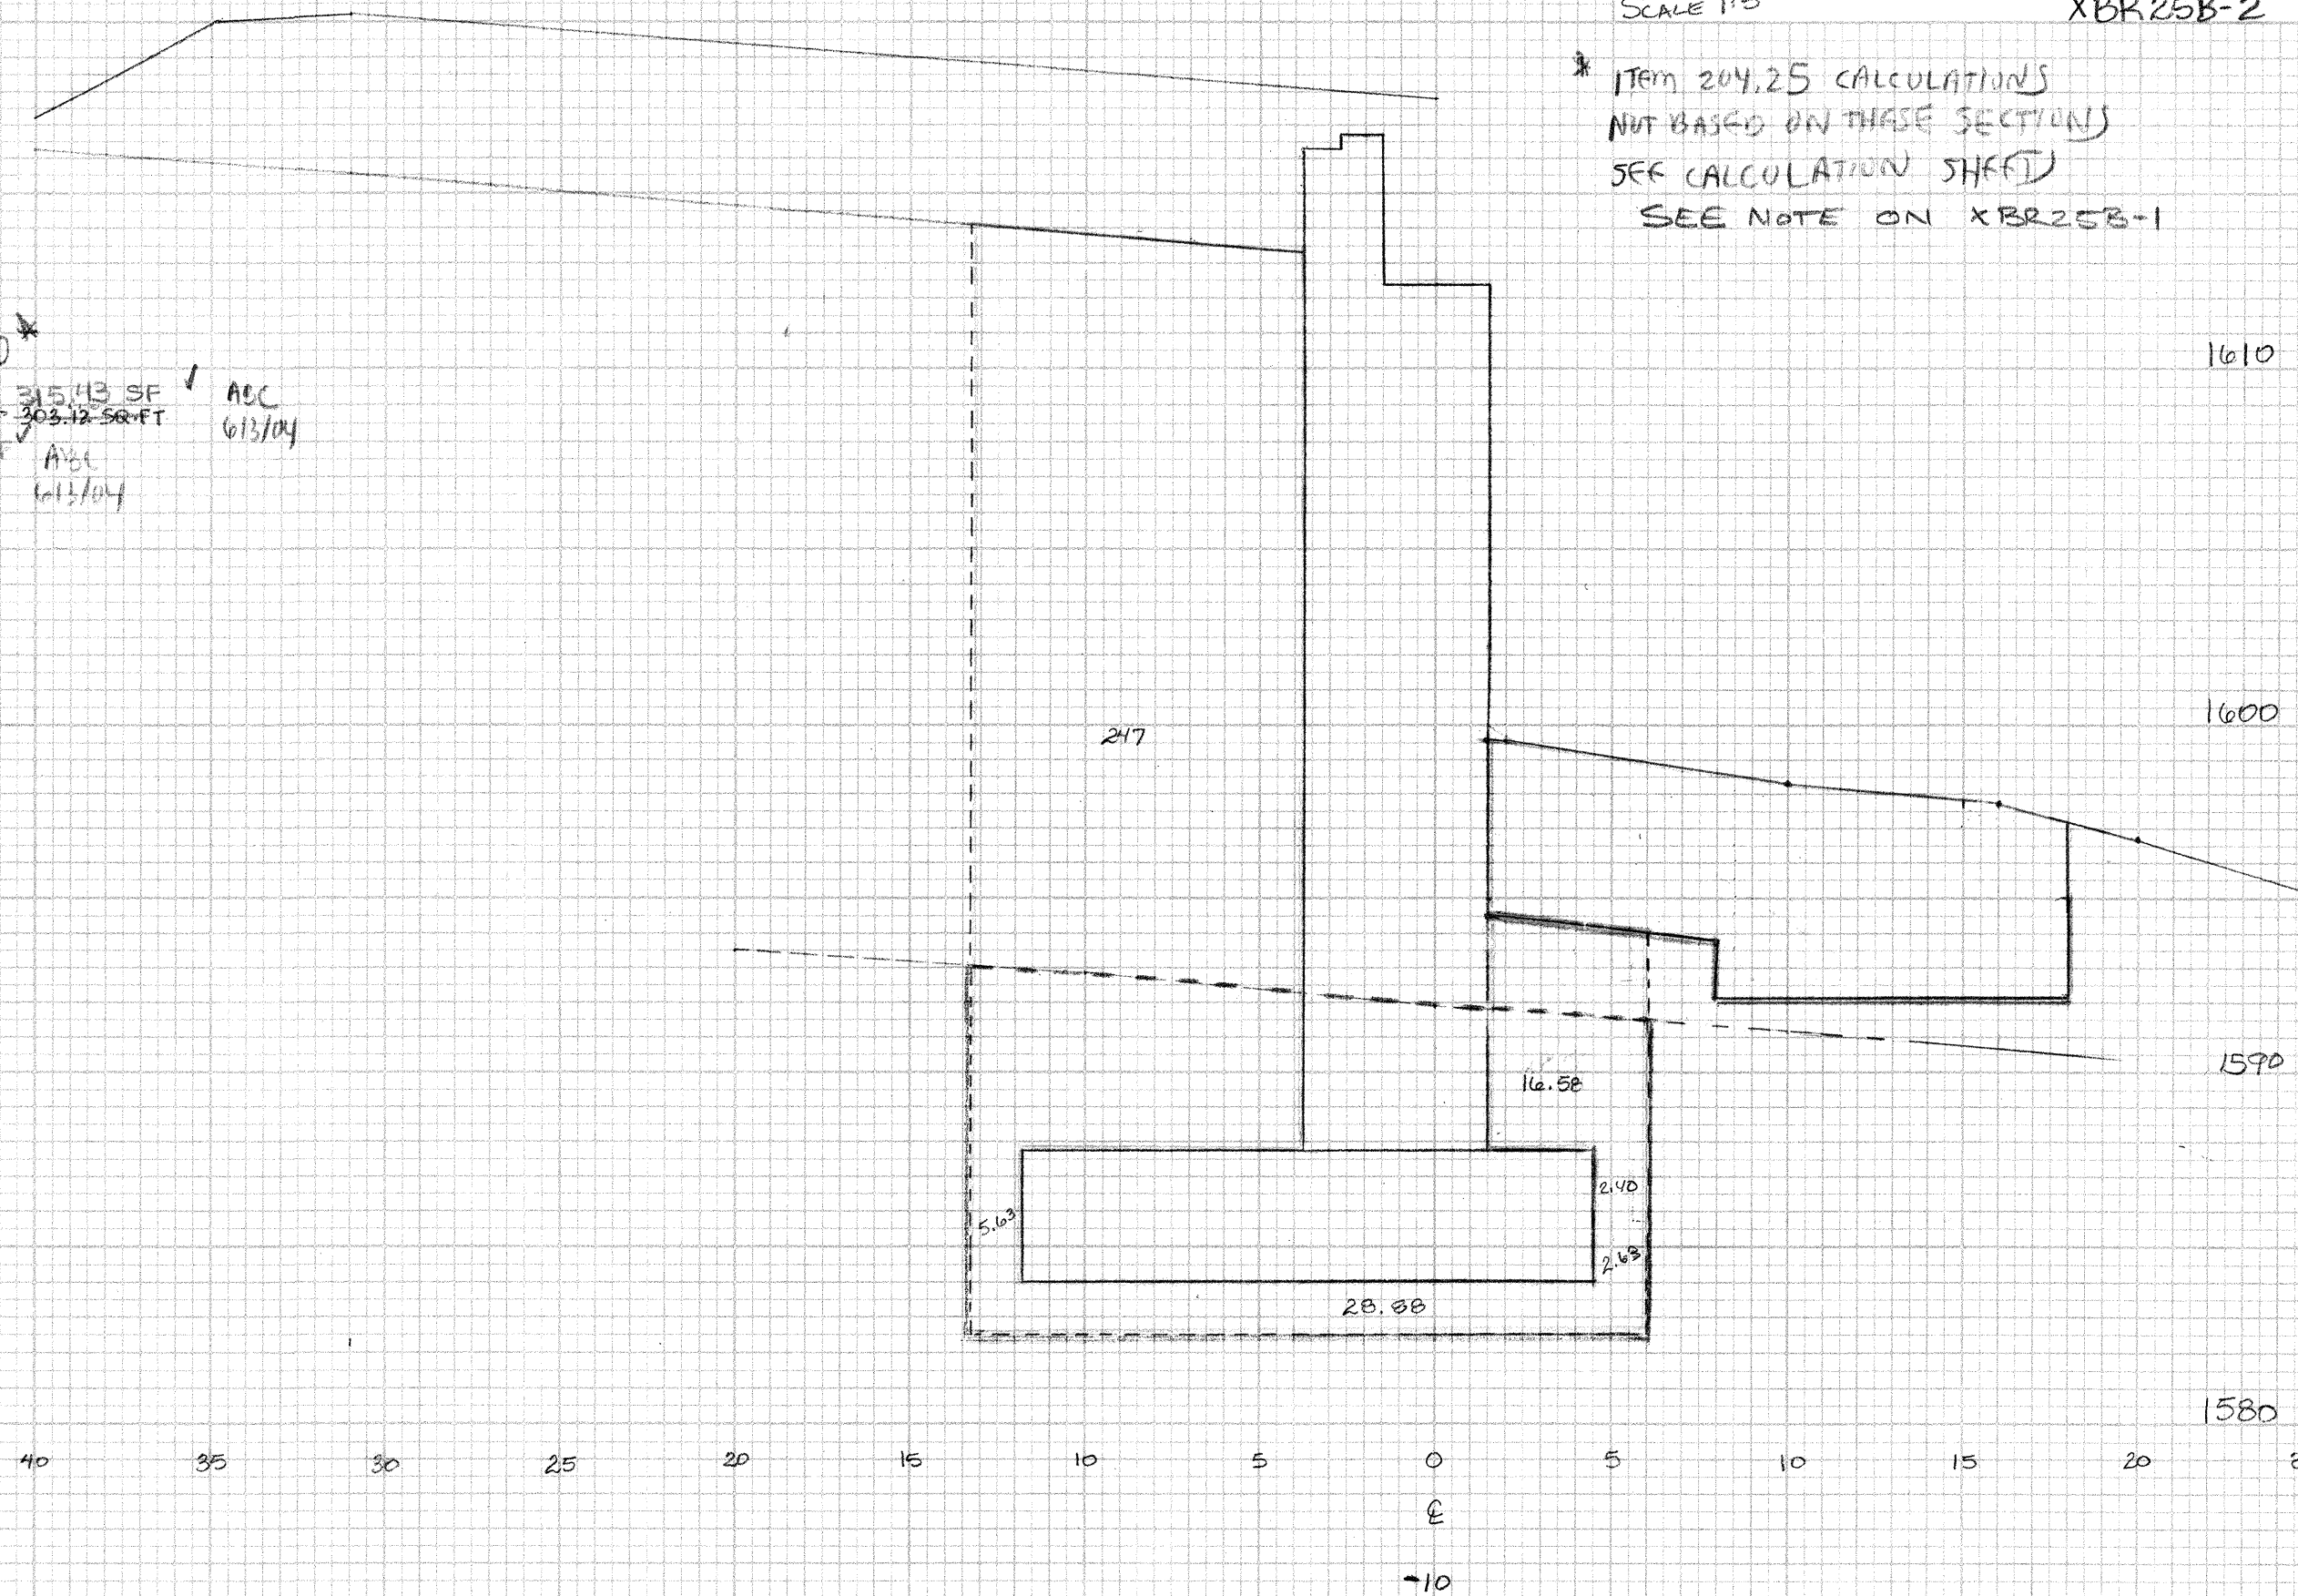 SCALE 1:5
XBR25B-2
* ITEM 204.25 CALCULATIONS
NOT BASED ON THESE SECTIONS
SEE CALCULATION SHEET
SEE NOTE ON XBR25B-1
*
315.43 SF ✓ ABC
303.12 SQ.FT
6/3/04
✓
ABC
6/3/04
1610
247
1600
1590
16.58
2.40
5.63
2.63
28.88
1580
40 35 30 25 20 15 10 5 0 5 10 15 20
℄
-10